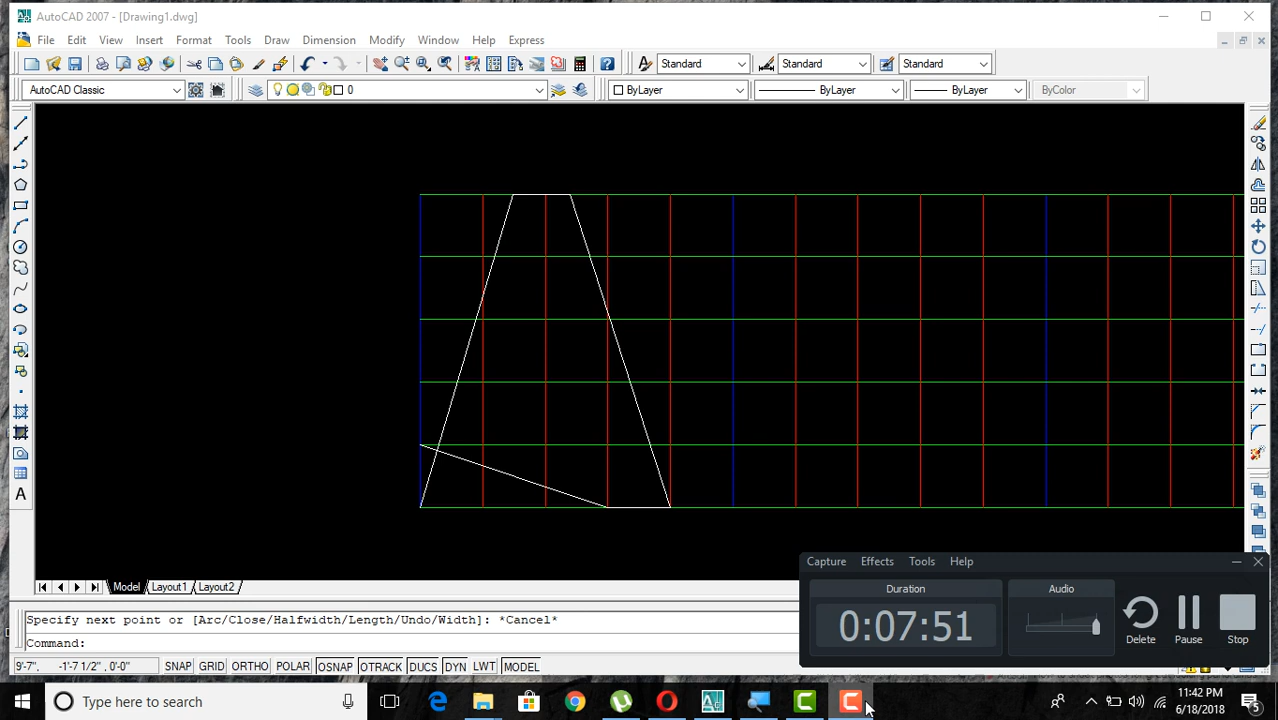 AutoCAD 2007 - [Drawing1.dwg]
File Edit View Insert Format Tools Draw Dimension Modify Window Help Express
Standard Standard Standard
AutoCAD Classic 0 ByLayer ByLayer ByLayer ByColor
A
Model Layout1 Layout2
Capture Effects Tools Help
Duration Audio
0:07:51
Delete Pause Stop
Specify next point or [Arc/Close/Halfwidth/Length/Undo/Width]: *Cancel*
Command:
9'-7", -1'-7 1/2", 0'-0" SNAP GRID ORTHO POLAR OSNAP OTRACK DUCS DYN LWT MODEL
Type here to search
11:42 PM
6/18/2018
5